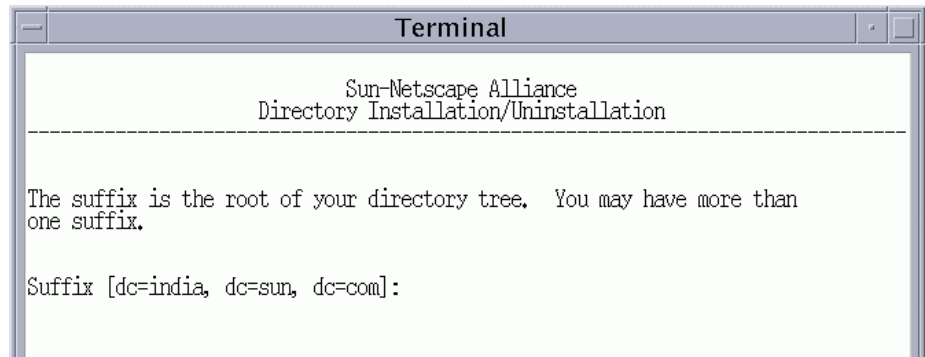 Terminal
Sun-Netscape Alliance
Directory Installation/Uninstallation
--------------------------------------------------------------------------------
The suffix is the root of your directory tree.  You may have more than
one suffix.
Suffix [dc=india, dc=sun, dc=com]: